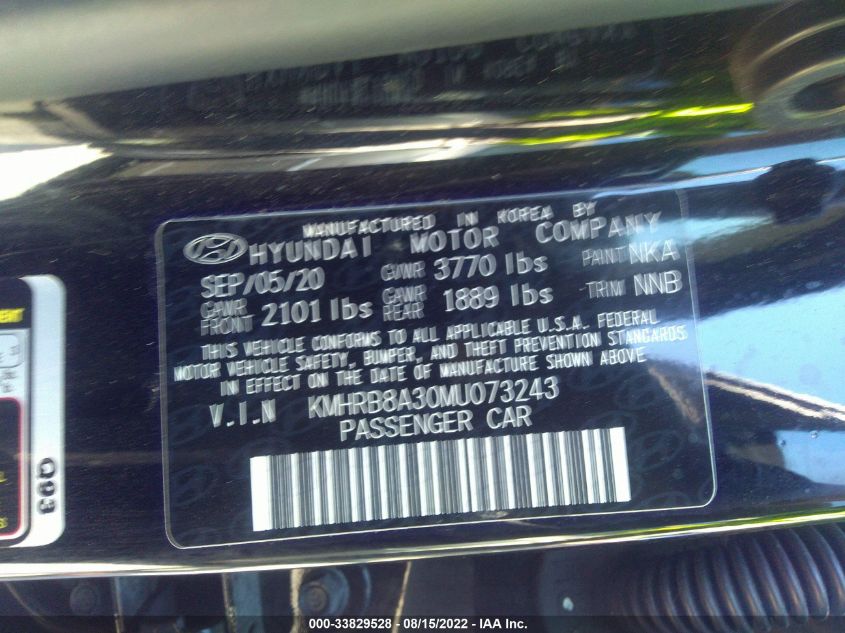 MANUFACTURED IN KOREA BY
HYUNDAI MOTOR COMPANY
SEP/05/20 GVWR 3770 lbs PAINT NKA
GAWR FRONT 2101 lbs GAWR REAR 1889 lbs TRIM NNB
THIS VEHICLE CONFORMS TO ALL APPLICABLE U.S.A. FEDERAL
MOTOR VEHICLE SAFETY, BUMPER, AND THEFT PREVENTION STANDARDS
IN EFFECT ON THE DATE OF MANUFACTURE SHOWN ABOVE
V.I.N KMHRB8A30MU073243
PASSENGER CAR
Q93
000-33829528 - 08/15/2022 - IAA Inc.